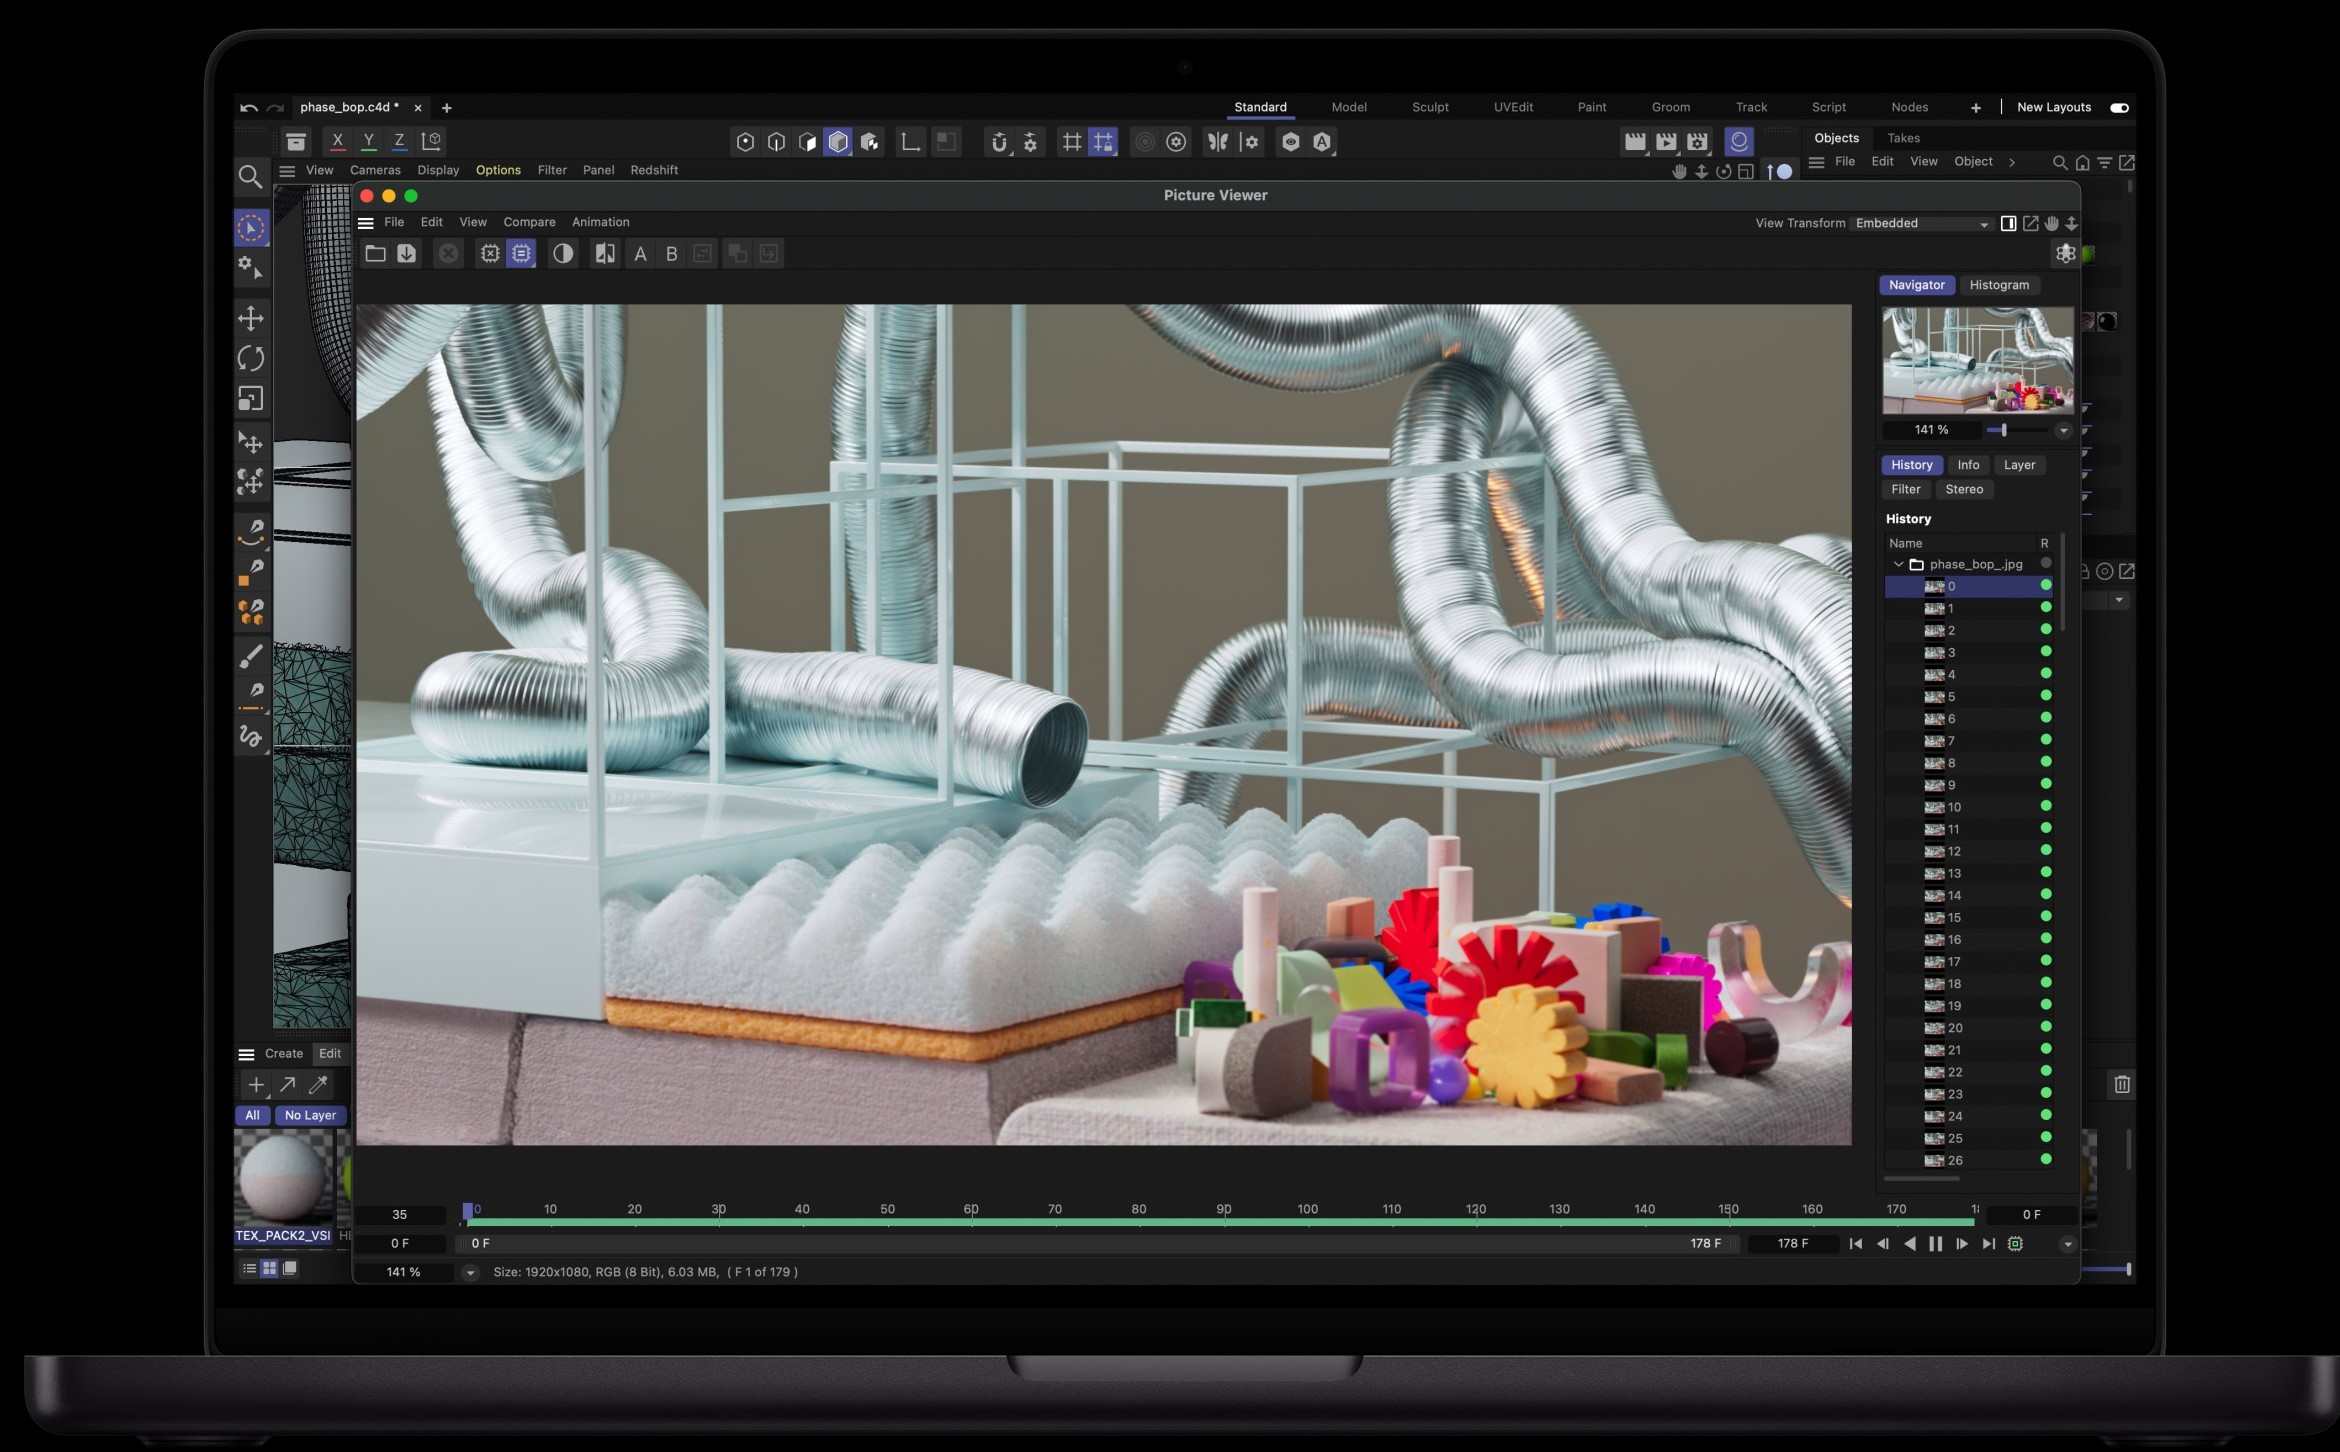 phase_bop.c4d *
Standard Model Sculpt UVEdit Paint Groom Track Script Nodes New Layouts
X Y Z
Objects Takes
View Cameras Display Options Filter Panel Redshift
File Edit View Object
Picture Viewer
File Edit View Compare Animation
View Transform Embedded
A B
Navigator Histogram
141 %
History Info Layer
Filter Stereo
History
Name R
phase_bop_.jpg
0
1
2
3
4
5
6
7
8
9
10
11
12
13
14
15
16
17
18
19
20
21
22
23
24
25
26
Create Edit
All No Layer
TEX_PACK2_VSI
35 0 10 20 30 40 50 60 70 80 90 100 110 120 130 140 150 160 170 0 F
0 F 0 F 178 F 178 F
141 % Size: 1920x1080, RGB (8 Bit), 6.03 MB, ( F 1 of 179 )